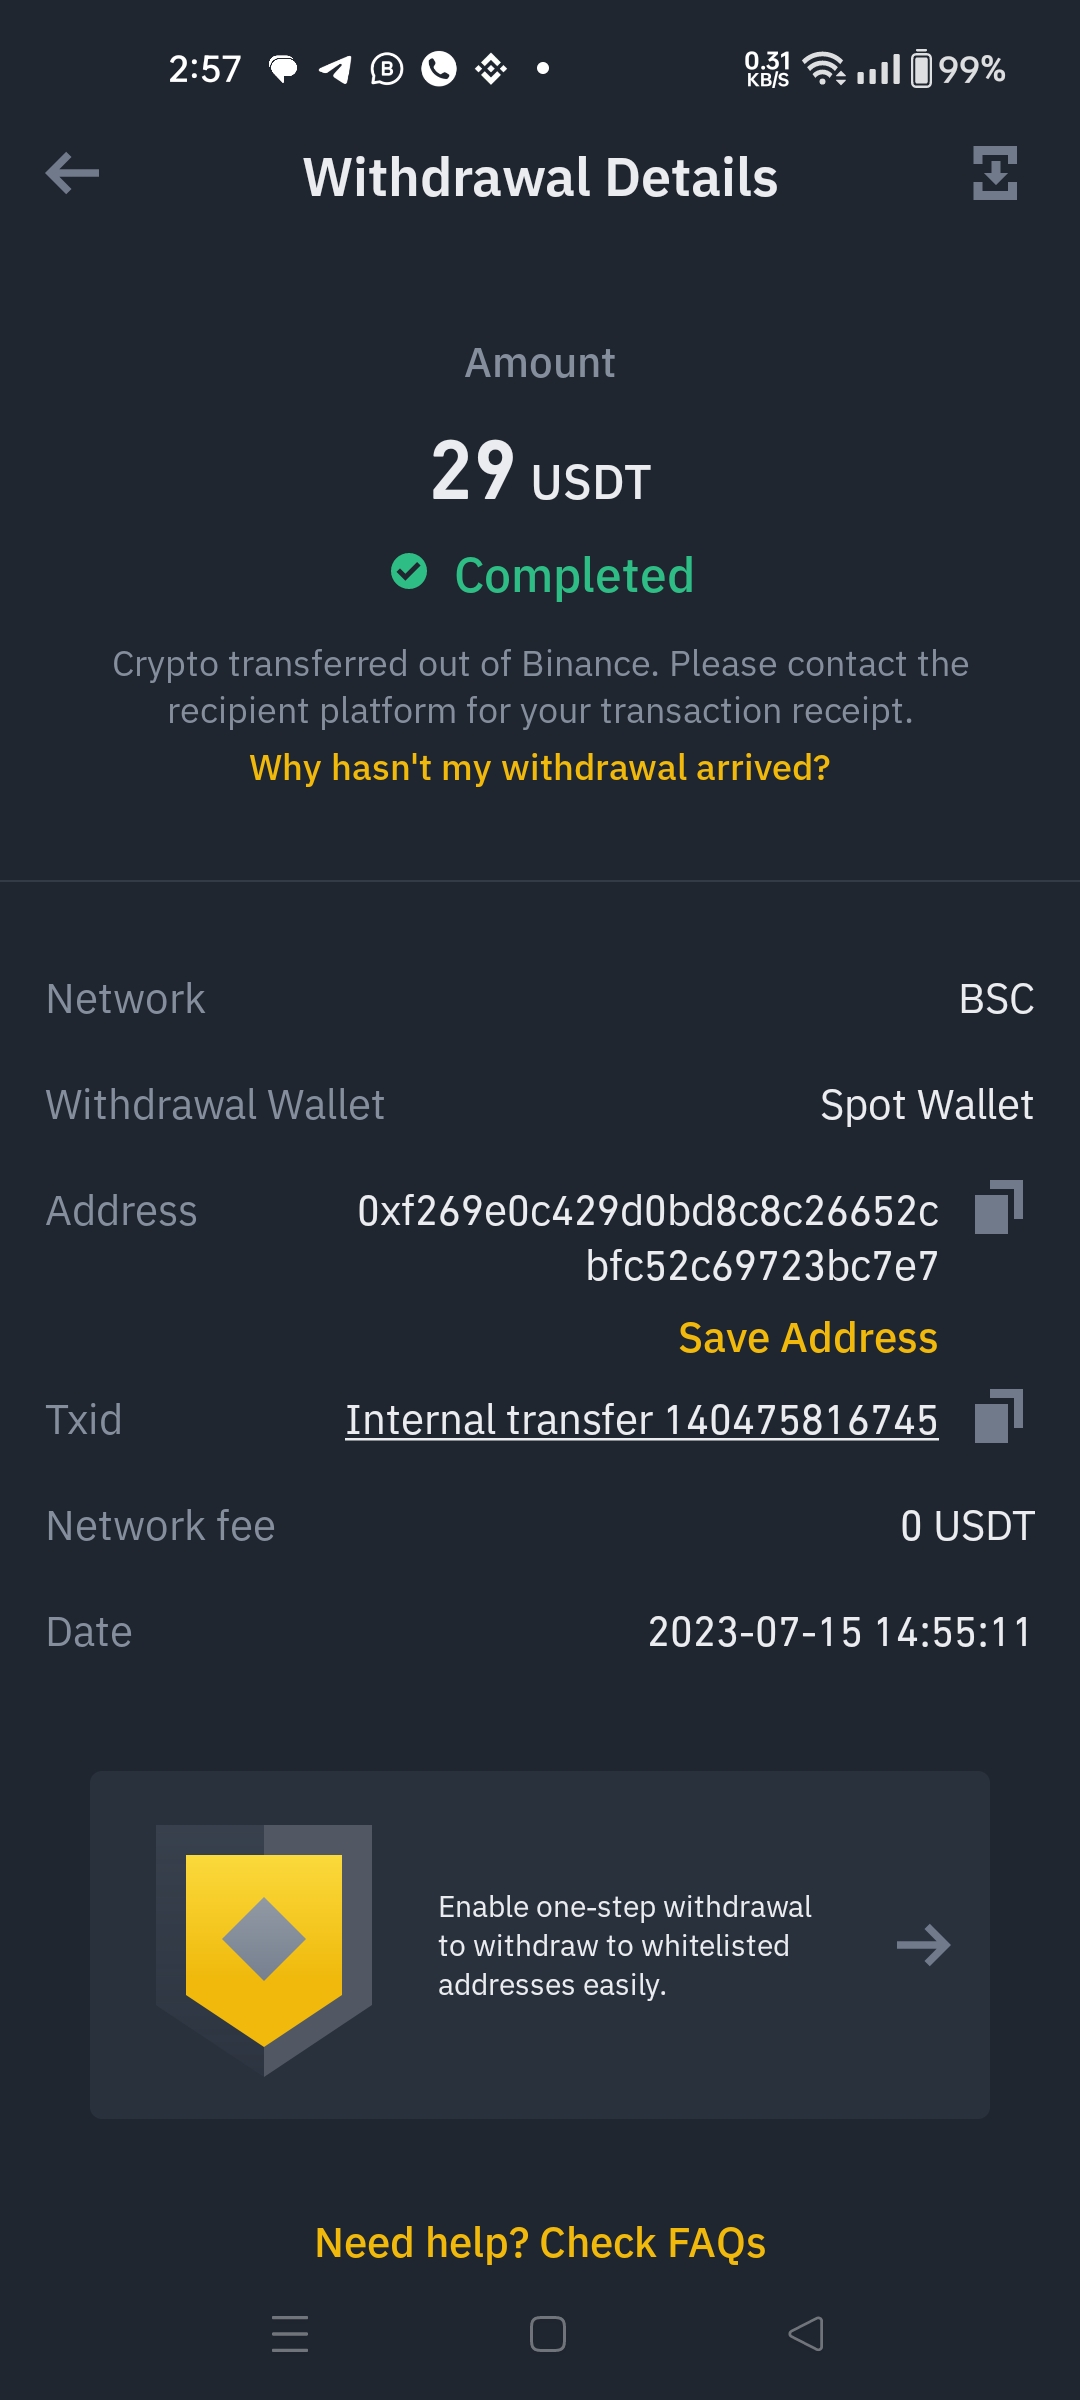 2:57
0.31
KB/S
99%
Withdrawal Details
Amount
29 USDT
Completed
Crypto transferred out of Binance. Please contact the
recipient platform for your transaction receipt.
Why hasn't my withdrawal arrived?
Network BSC
Withdrawal Wallet Spot Wallet
Address 0xf269e0c429d0bd8c8c26652c
bfc52c69723bc7e7
Save Address
Txid Internal transfer 140475816745
Network fee 0 USDT
Date 2023-07-15 14:55:11
Enable one-step withdrawal
to withdraw to whitelisted
addresses easily.
Need help? Check FAQs